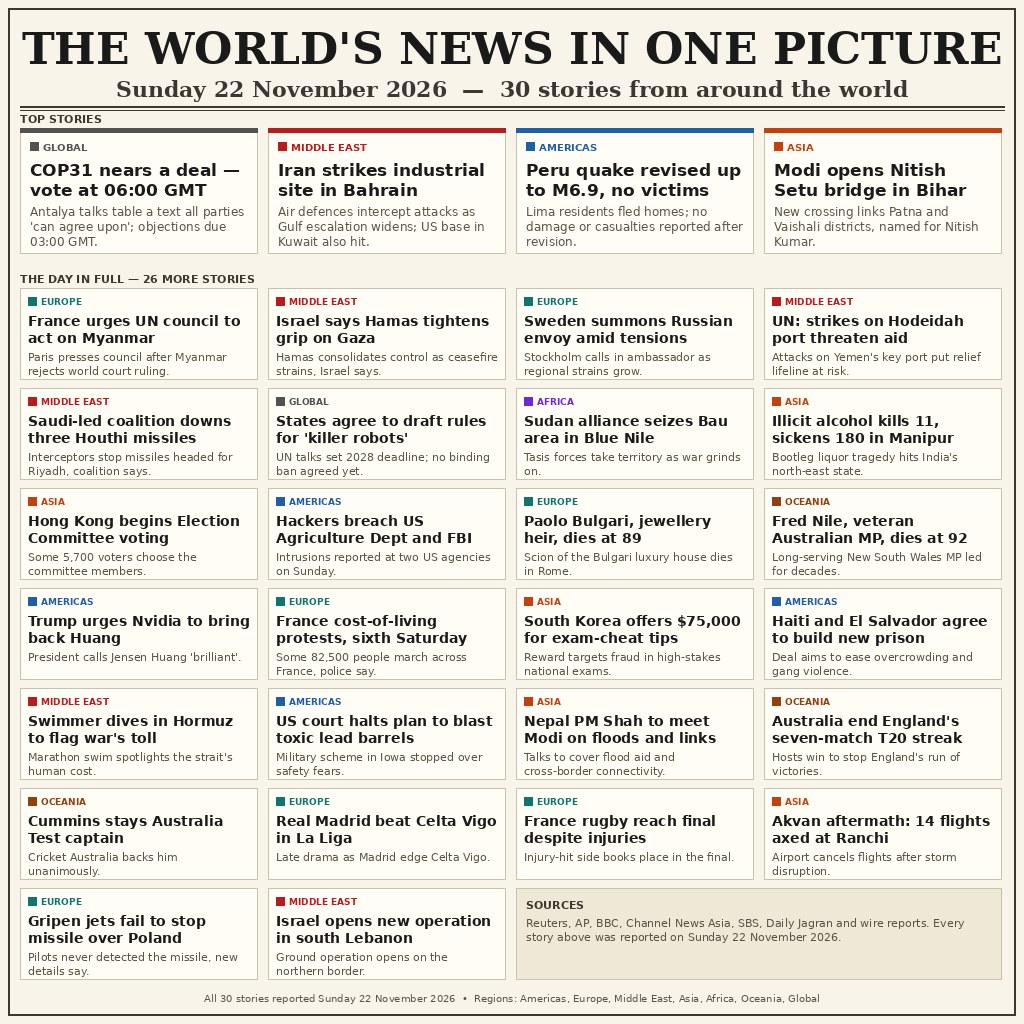 THE WORLD'S NEWS IN ONE PICTURE
Sunday 22 November 2026 — 30 stories from around the world
TOP STORIES
GLOBAL
COP31 nears a deal —
vote at 06:00 GMT
Antalya talks table a text all parties
'can agree upon'; objections due
03:00 GMT.
MIDDLE EAST
Iran strikes industrial
site in Bahrain
Air defences intercept attacks as
Gulf escalation widens; US base in
Kuwait also hit.
AMERICAS
Peru quake revised up
to M6.9, no victims
Lima residents fled homes; no
damage or casualties reported after
revision.
ASIA
Modi opens Nitish
Setu bridge in Bihar
New crossing links Patna and
Vaishali districts, named for Nitish
Kumar.
THE DAY IN FULL — 26 MORE STORIES
EUROPE
France urges UN council to
act on Myanmar
Paris presses council after Myanmar
rejects world court ruling.
MIDDLE EAST
Israel says Hamas tightens
grip on Gaza
Hamas consolidates control as ceasefire
strains, Israel says.
EUROPE
Sweden summons Russian
envoy amid tensions
Stockholm calls in ambassador as
regional strains grow.
MIDDLE EAST
UN: strikes on Hodeidah
port threaten aid
Attacks on Yemen's key port put relief
lifeline at risk.
MIDDLE EAST
Saudi-led coalition downs
three Houthi missiles
Interceptors stop missiles headed for
Riyadh, coalition says.
GLOBAL
States agree to draft rules
for 'killer robots'
UN talks set 2028 deadline; no binding
ban agreed yet.
AFRICA
Sudan alliance seizes Bau
area in Blue Nile
Tasis forces take territory as war grinds
on.
ASIA
Illicit alcohol kills 11,
sickens 180 in Manipur
Bootleg liquor tragedy hits India's
north-east state.
ASIA
Hong Kong begins Election
Committee voting
Some 5,700 voters choose the
committee members.
AMERICAS
Hackers breach US
Agriculture Dept and FBI
Intrusions reported at two US agencies
on Sunday.
EUROPE
Paolo Bulgari, jewellery
heir, dies at 89
Scion of the Bulgari luxury house dies
in Rome.
OCEANIA
Fred Nile, veteran
Australian MP, dies at 92
Long-serving New South Wales MP led
for decades.
AMERICAS
Trump urges Nvidia to bring
back Huang
President calls Jensen Huang 'brilliant'.
EUROPE
France cost-of-living
protests, sixth Saturday
Some 82,500 people march across
France, police say.
ASIA
South Korea offers $75,000
for exam-cheat tips
Reward targets fraud in high-stakes
national exams.
AMERICAS
Haiti and El Salvador agree
to build new prison
Deal aims to ease overcrowding and
gang violence.
MIDDLE EAST
Swimmer dives in Hormuz
to flag war's toll
Marathon swim spotlights the strait's
human cost.
AMERICAS
US court halts plan to blast
toxic lead barrels
Military scheme in Iowa stopped over
safety fears.
ASIA
Nepal PM Shah to meet
Modi on floods and links
Talks to cover flood aid and
cross-border connectivity.
OCEANIA
Australia end England's
seven-match T20 streak
Hosts win to stop England's run of
victories.
OCEANIA
Cummins stays Australia
Test captain
Cricket Australia backs him
unanimously.
EUROPE
Real Madrid beat Celta Vigo
in La Liga
Late drama as Madrid edge Celta Vigo.
EUROPE
France rugby reach final
despite injuries
Injury-hit side books place in the final.
ASIA
Akvan aftermath: 14 flights
axed at Ranchi
Airport cancels flights after storm
disruption.
EUROPE
Gripen jets fail to stop
missile over Poland
Pilots never detected the missile, new
details say.
MIDDLE EAST
Israel opens new operation
in south Lebanon
Ground operation opens on the
northern border.
SOURCES
Reuters, AP, BBC, Channel News Asia, SBS, Daily Jagran and wire reports. Every
story above was reported on Sunday 22 November 2026.
All 30 stories reported Sunday 22 November 2026 • Regions: Americas, Europe, Middle East, Asia, Africa, Oceania, Global